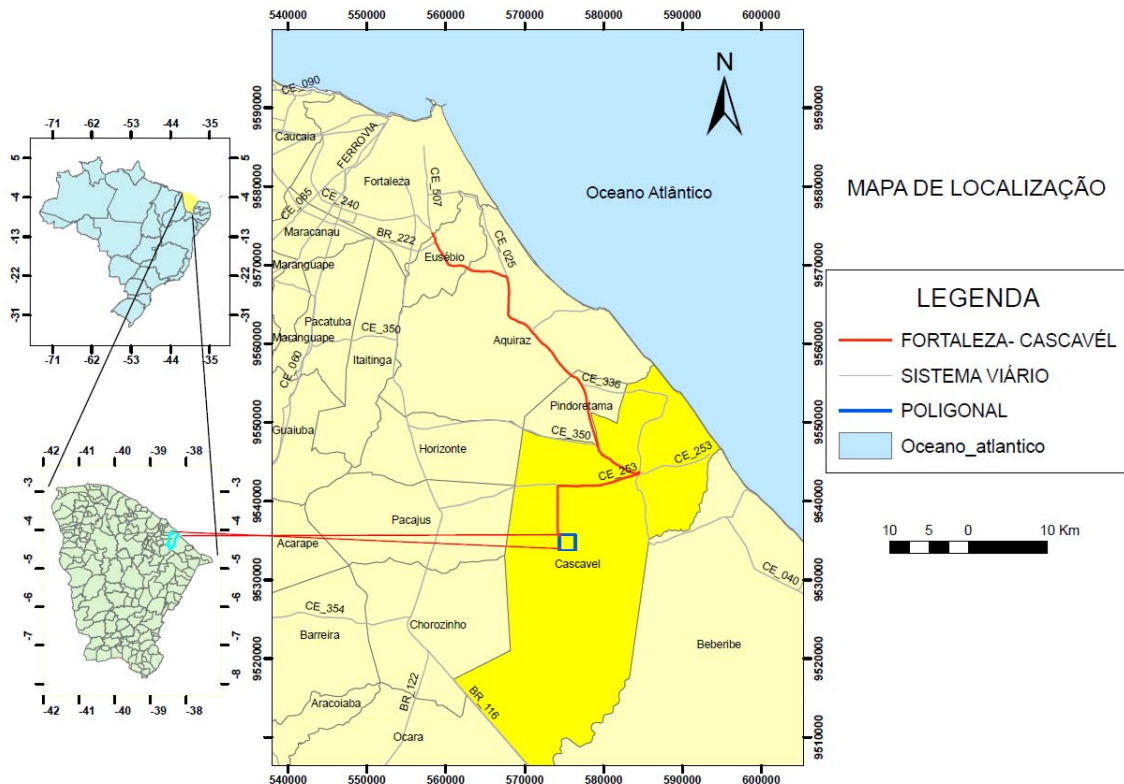 540000 550000 560000 570000 580000 590000 600000
N
CE_090
9590000
9590000
Caucaia
FERROVIA
-71 -62 -53 -44 -35
5
5
-4
-4
-13
-13
-22
-22
-31
-31
-71 -62 -53 -44 -35
Fortaleza
CE_507
CE_065
CE_240
9580000
9580000
Oceano Atlântico
MAPA DE LOCALIZAÇÃO
Maracanau
BR_222
CE_025
Eusébio
Maranguape
9570000
9570000
LEGENDA
FORTALEZA- CASCAVÉL
SISTEMA VIÁRIO
POLIGONAL
Oceano_atlantico
Pacatuba
CE_350
Maranguape
Itaitinga
Aquiraz
CE_060
9560000
9560000
CE_336
Pindoretama
Guaiuba
9550000
9550000
Horizonte
CE_350
CE_253
CE_253
-42 -41 -40 -39 -38
-3
-3
-4
-4
-5
-5
-6
-6
-7
-7
-8
-8
-42 -41 -40 -39 -38
9540000
9540000
Pacajus
Acarape
Cascavel
10 5 0 10 Km
9530000
9530000
CE_040
CE_354
Chorozinho
Barreira
Beberibe
9520000
9520000
BR_122
BR_116
Aracoiaba
Ocara
9510000
9510000
540000 550000 560000 570000 580000 590000 600000